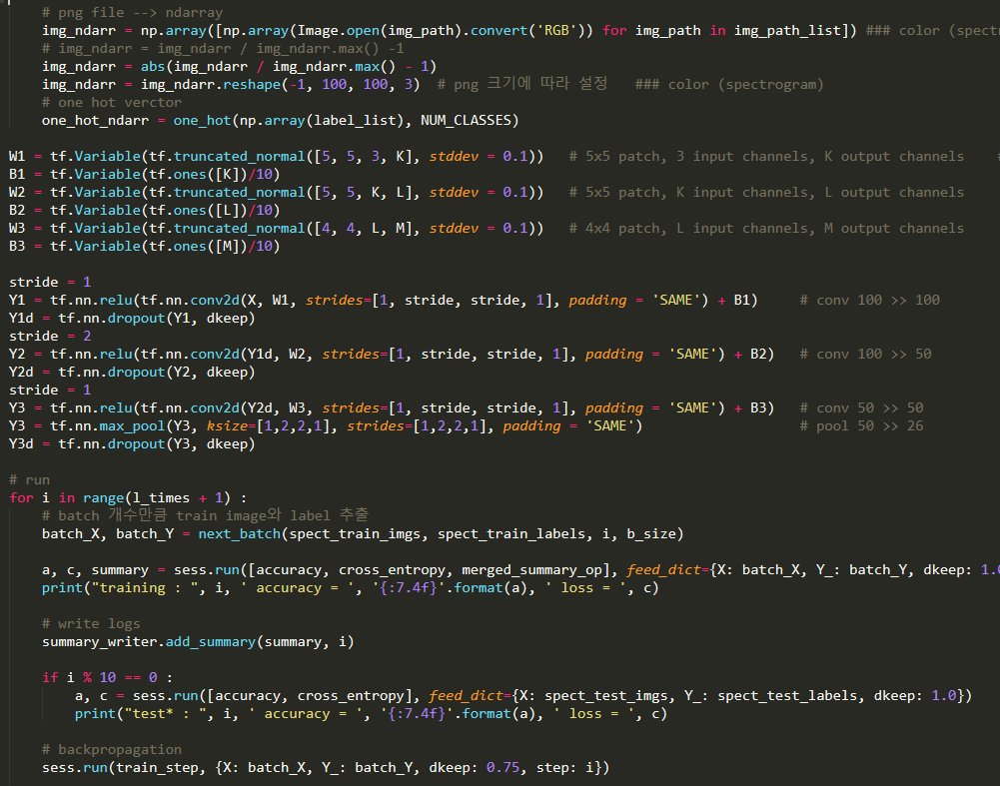 # png file --> ndarray
img_ndarr = np.array([np.array(Image.open(img_path).convert('RGB')) for img_path in img_path_list]) ### color (spect
# img_ndarr = img_ndarr / img_ndarr.max() -1
img_ndarr = abs(img_ndarr / img_ndarr.max() - 1)
img_ndarr = img_ndarr.reshape(-1, 100, 100, 3)  # png 크기에 따라 설정   ### color (spectrogram)
# one hot verctor
one_hot_ndarr = one_hot(np.array(label_list), NUM_CLASSES)
W1 = tf.Variable(tf.truncated_normal([5, 5, 3, K], stddev = 0.1))   # 5x5 patch, 3 input channels, K output channels
B1 = tf.Variable(tf.ones([K])/10)
W2 = tf.Variable(tf.truncated_normal([5, 5, K, L], stddev = 0.1))   # 5x5 patch, K input channels, L output channels
B2 = tf.Variable(tf.ones([L])/10)
W3 = tf.Variable(tf.truncated_normal([4, 4, L, M], stddev = 0.1))   # 4x4 patch, L input channels, M output channels
B3 = tf.Variable(tf.ones([M])/10)
stride = 1
Y1 = tf.nn.relu(tf.nn.conv2d(X, W1, strides=[1, stride, stride, 1], padding = 'SAME') + B1)     # conv 100 >> 100
Y1d = tf.nn.dropout(Y1, dkeep)
stride = 2
Y2 = tf.nn.relu(tf.nn.conv2d(Y1d, W2, strides=[1, stride, stride, 1], padding = 'SAME') + B2)   # conv 100 >> 50
Y2d = tf.nn.dropout(Y2, dkeep)
stride = 1
Y3 = tf.nn.relu(tf.nn.conv2d(Y2d, W3, strides=[1, stride, stride, 1], padding = 'SAME') + B3)   # conv 50 >> 50
Y3 = tf.nn.max_pool(Y3, ksize=[1,2,2,1], strides=[1,2,2,1], padding = 'SAME')                   # pool 50 >> 26
Y3d = tf.nn.dropout(Y3, dkeep)
# run
for i in range(l_times + 1) :
# batch 개수만큼 train image와 label 추출
batch_X, batch_Y = next_batch(spect_train_imgs, spect_train_labels, i, b_size)
a, c, summary = sess.run([accuracy, cross_entropy, merged_summary_op], feed_dict={X: batch_X, Y_: batch_Y, dkeep: 1.0
print("training : ", i, ' accuracy = ', '{:7.4f}'.format(a), ' loss = ', c)
# write logs
summary_writer.add_summary(summary, i)
if i % 10 == 0 :
a, c = sess.run([accuracy, cross_entropy], feed_dict={X: spect_test_imgs, Y_: spect_test_labels, dkeep: 1.0})
print("test* : ", i, ' accuracy = ', '{:7.4f}'.format(a), ' loss = ', c)
# backpropagation
sess.run(train_step, {X: batch_X, Y_: batch_Y, dkeep: 0.75, step: i})